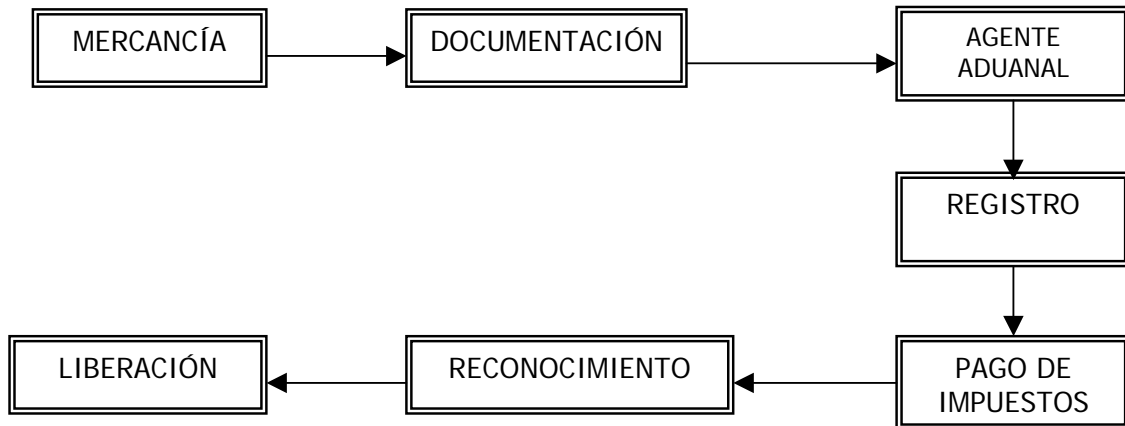 MERCANCÍA
DOCUMENTACIÓN
AGENTE
ADUANAL
REGISTRO
PAGO DE
IMPUESTOS
RECONOCIMIENTO
LIBERACIÓN